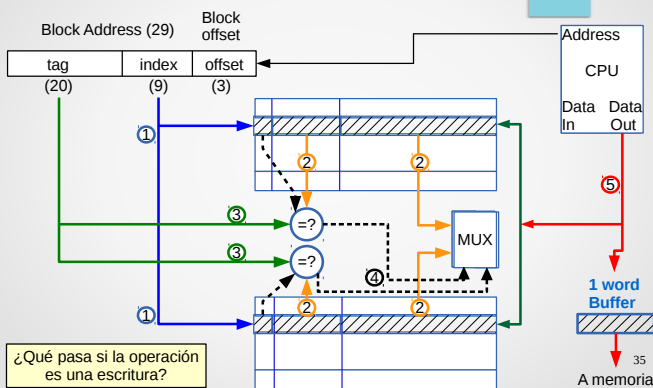 Block Address (29)
Block
offset
tag
index
offset
(20)
(9)
(3)
Address
CPU
Data
In
Data
Out
1
2
2
5
3
=?
MUX
3
=?
4
1
2
2
1 word
Buffer
¿Qué pasa si la operación
es una escritura?
35
A memoria